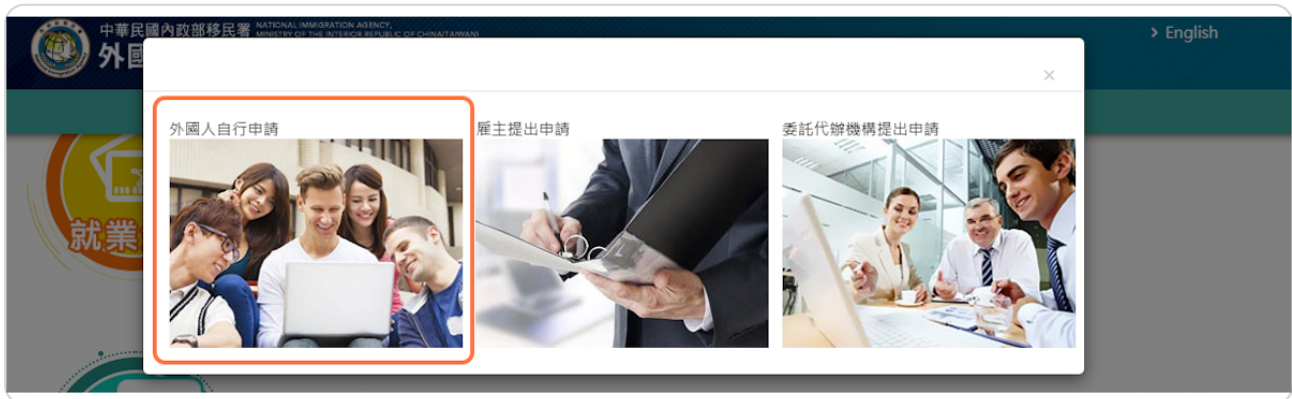 中華民國內政部移民署 NATIONAL IMMIGRATION AGENCY,
MINISTRY OF THE INTERIOR REPUBLIC OF CHINA(TAIWAN)
外國
English
×
外國人自行申請
雇主提出申請
委託代辦機構提出申請
就業